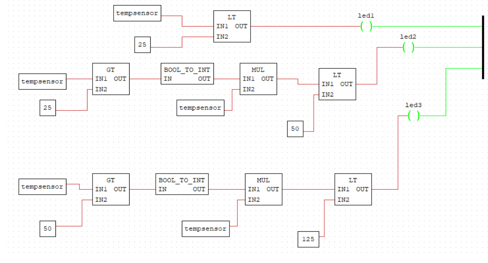 tempsensor
LT
IN1 OUT
IN2
25
led1
led2
tempsensor
GT
IN1 OUT
IN2
25
BOOL_TO_INT
IN OUT
MUL
IN1 OUT
IN2
tempsensor
LT
IN1 OUT
IN2
50
led3
tempsensor
GT
IN1 OUT
IN2
50
BOOL_TO_INT
IN OUT
MUL
IN1 OUT
IN2
tempsensor
LT
IN1 OUT
IN2
125